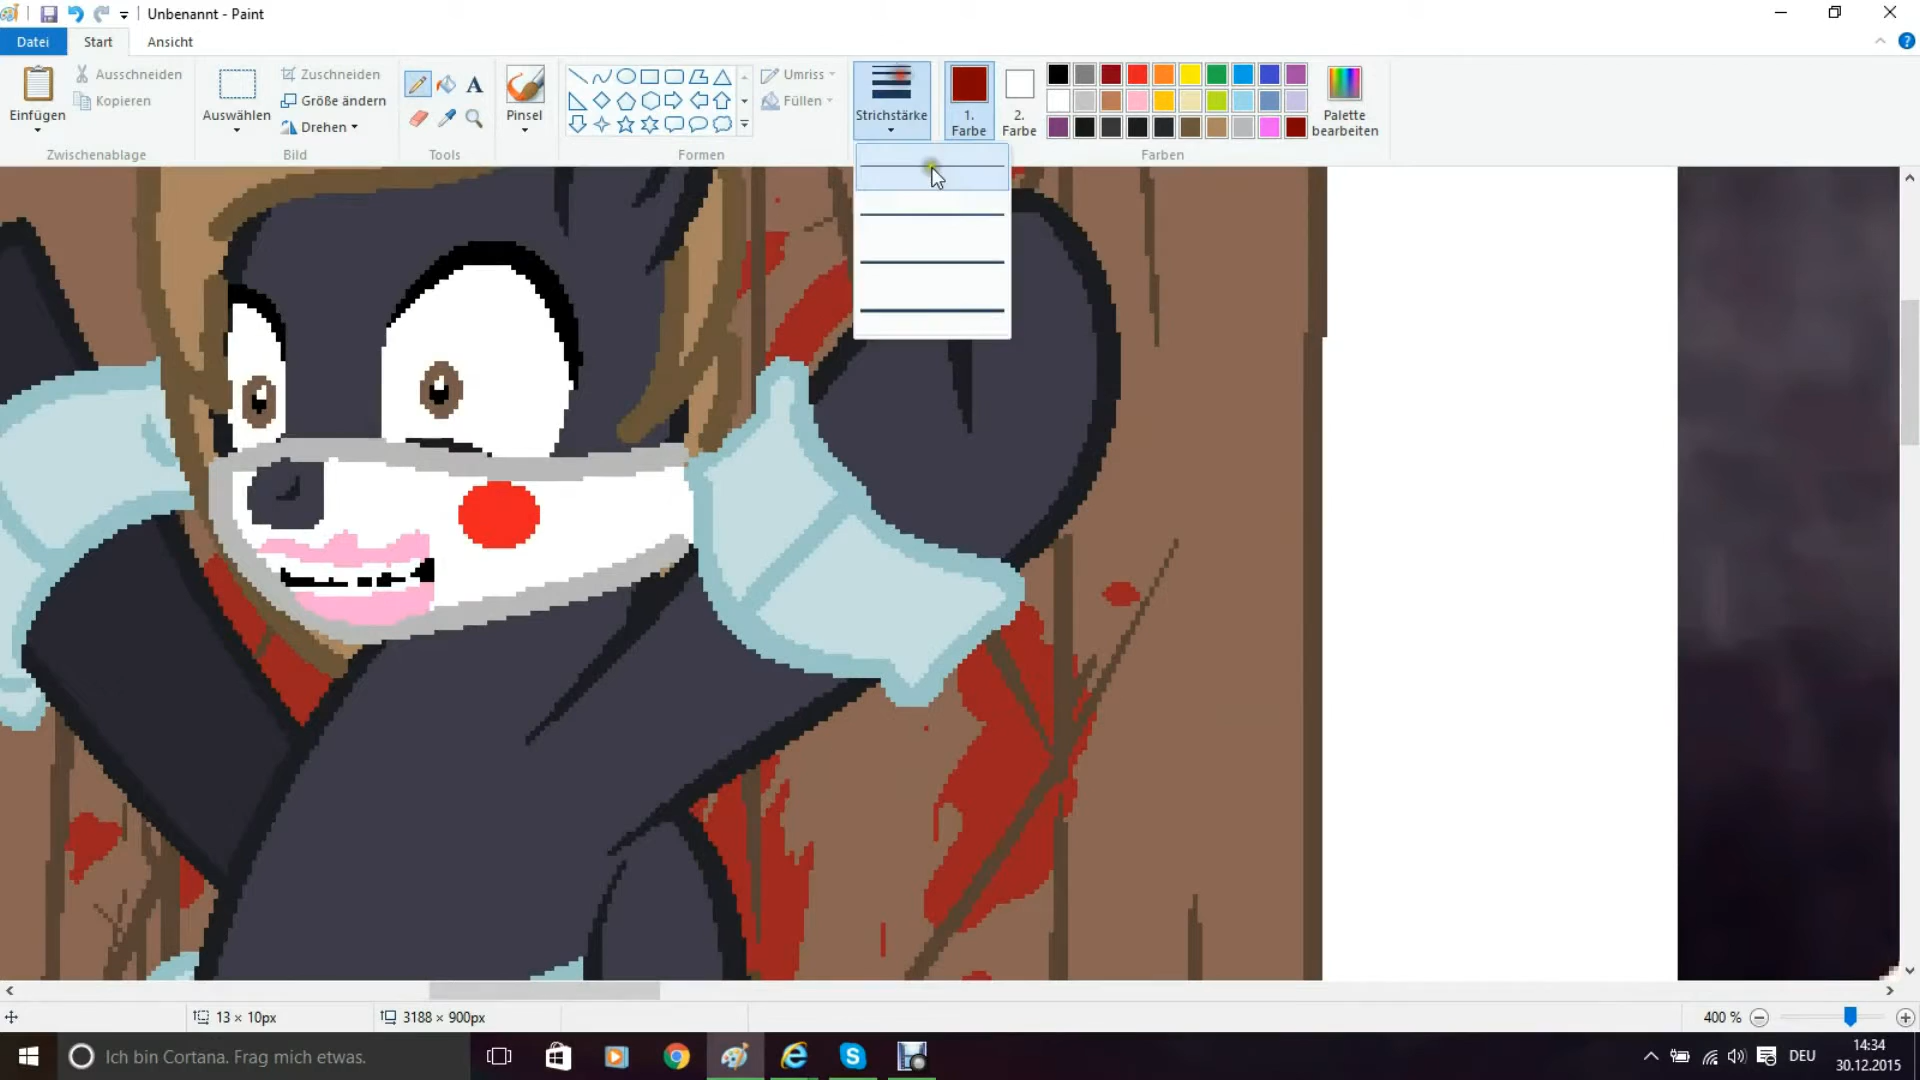 Unbenannt - Paint
Datei Start Ansicht
Einfügen
Ausschneiden
Kopieren
Zwischenablage
Auswählen
Zuschneiden
Größe ändern
Drehen
Bild
A
Tools
Pinsel
Formen
Umriss
Füllen
Strichstärke
1.
Farbe
2.
Farbe
Farben
Palette
bearbeiten
13 × 10px
3188 × 900px
400 %
Ich bin Cortana. Frag mich etwas.
DEU
14:34
30.12.2015